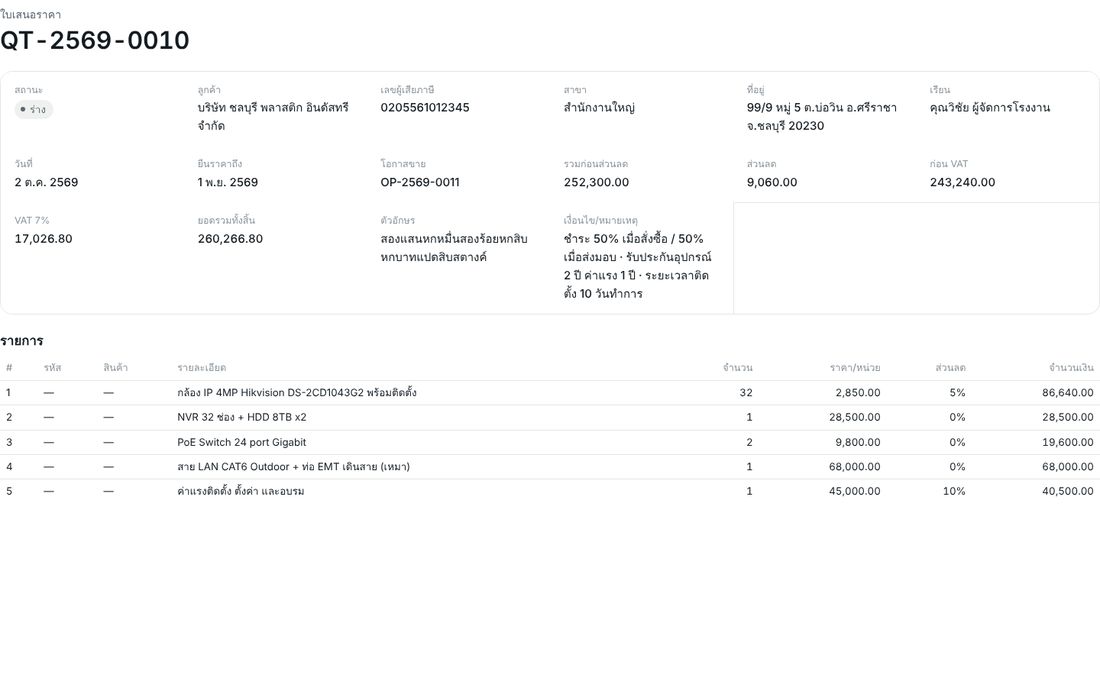 ใบเสนอราคา
QT-2569-0010
สถานะ ลูกค้า เลขผู้เสียภาษี สาขา ที่อยู่ เรียน
ร่าง บริษัท ชลบุรี พลาสติก อินดัสทรี 0205561012345 สำนักงานใหญ่ 99/9 หมู่ 5 ต.บ่อวิน อ.ศรีราชา คุณวิชัย ผู้จัดการโรงงาน
จำกัด จ.ชลบุรี 20230
วันที่ ยืนราคาถึง โอกาสขาย รวมก่อนส่วนลด ส่วนลด ก่อน VAT
2 ต.ค. 2569 1 พ.ย. 2569 OP-2569-0011 252,300.00 9,060.00 243,240.00
VAT 7% ยอดรวมทั้งสิ้น ตัวอักษร เงื่อนไข/หมายเหตุ
17,026.80 260,266.80 สองแสนหกหมื่นสองร้อยหกสิบ ชำระ 50% เมื่อสั่งซื้อ / 50%
หกบาทแปดสิบสตางค์ เมื่อส่งมอบ · รับประกันอุปกรณ์
2 ปี ค่าแรง 1 ปี · ระยะเวลาติด
ตั้ง 10 วันทำการ
รายการ
# รหัส สินค้า รายละเอียด จำนวน ราคา/หน่วย ส่วนลด จำนวนเงิน
1 — — กล้อง IP 4MP Hikvision DS-2CD1043G2 พร้อมติดตั้ง 32 2,850.00 5% 86,640.00
2 — — NVR 32 ช่อง + HDD 8TB x2 1 28,500.00 0% 28,500.00
3 — — PoE Switch 24 port Gigabit 2 9,800.00 0% 19,600.00
4 — — สาย LAN CAT6 Outdoor + ท่อ EMT เดินสาย (เหมา) 1 68,000.00 0% 68,000.00
5 — — ค่าแรงติดตั้ง ตั้งค่า และอบรม 1 45,000.00 10% 40,500.00